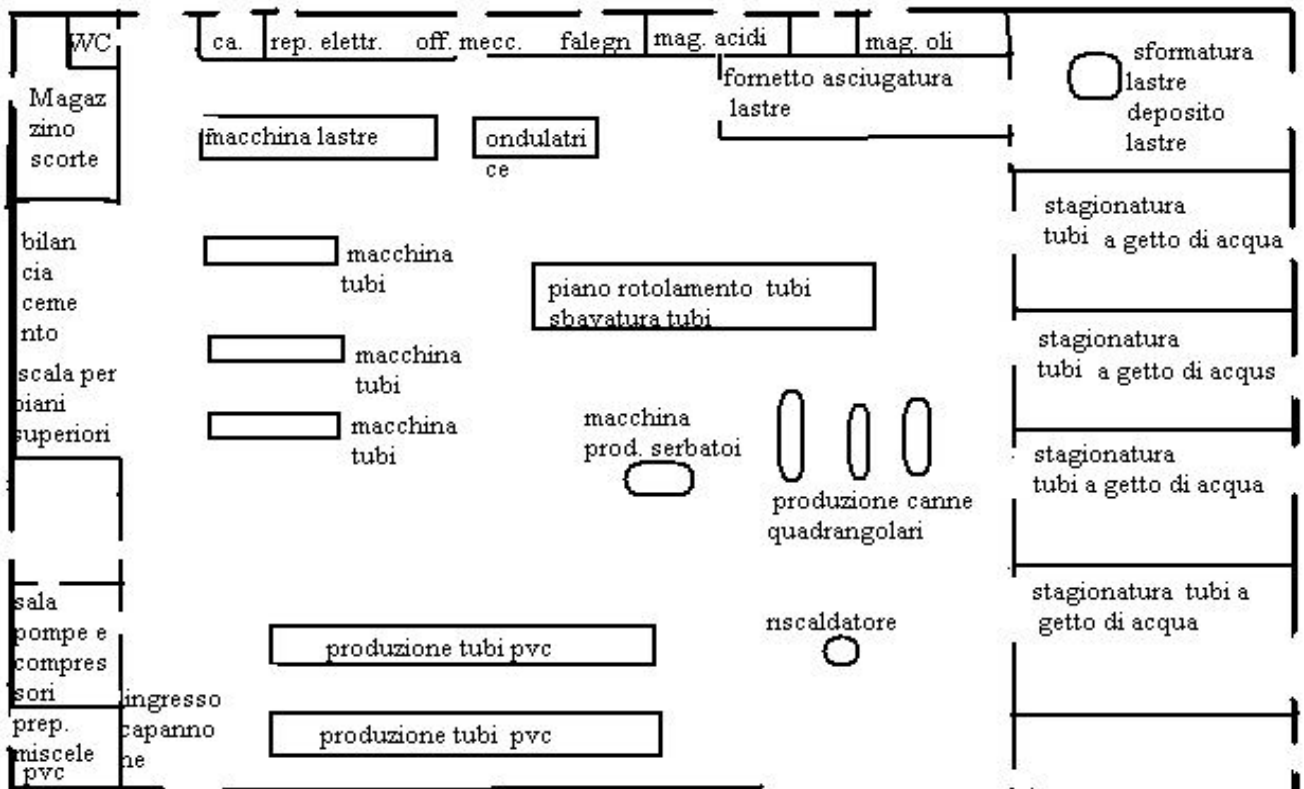 WC
ca.
rep. elettr.
off. mecc.
falegn
mag. acidi
mag. oli
sformatura
lastre
deposito
lastre
fornetto asciugatura
lastre
Magaz
zino
scorte
macchina lastre
ondulatri
ce
stagionatura
tubi a getto di acqua
bilan
cia
ceme
nto
scala per
piani
superiori
macchina
tubi
piano rotolamento tubi
sbavatura tubi
macchina
tubi
stagionatura
tubi a getto di acqus
macchina
tubi
macchina
prod. serbatoi
produzione canne
quadrangolari
stagionatura
tubi a getto di acqua
stagionatura tubi a
getto di acqua
sala
pompe e
compres
sori
riscaldatore
produzione tubi pvc
ingresso
capanno
ne
prep.
miscele
pvc
produzione tubi pvc